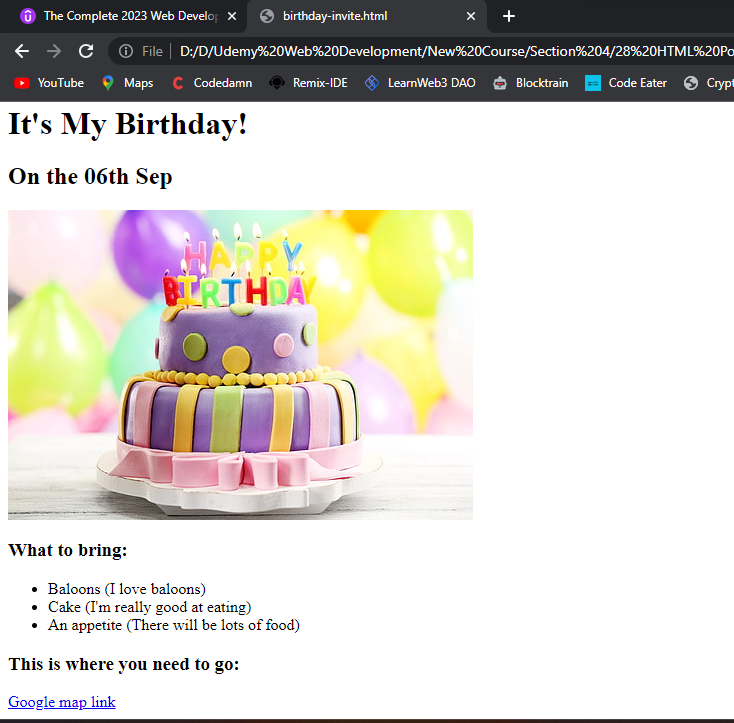 The Complete 2023 Web Develop
birthday-invite.html
File
D:/D/Udemy%20Web%20Development/New%20Course/Section%204/28%20HTML%20Po
YouTube
Maps
Codedamn
Remix-IDE
LearnWeb3 DAO
Blocktrain
Code Eater
Crypt
It's My Birthday!
On the 06th Sep
HAPPY
BIRTHDAY
What to bring:
Baloons (I love baloons)
Cake (I'm really good at eating)
An appetite (There will be lots of food)
This is where you need to go:
Google map link